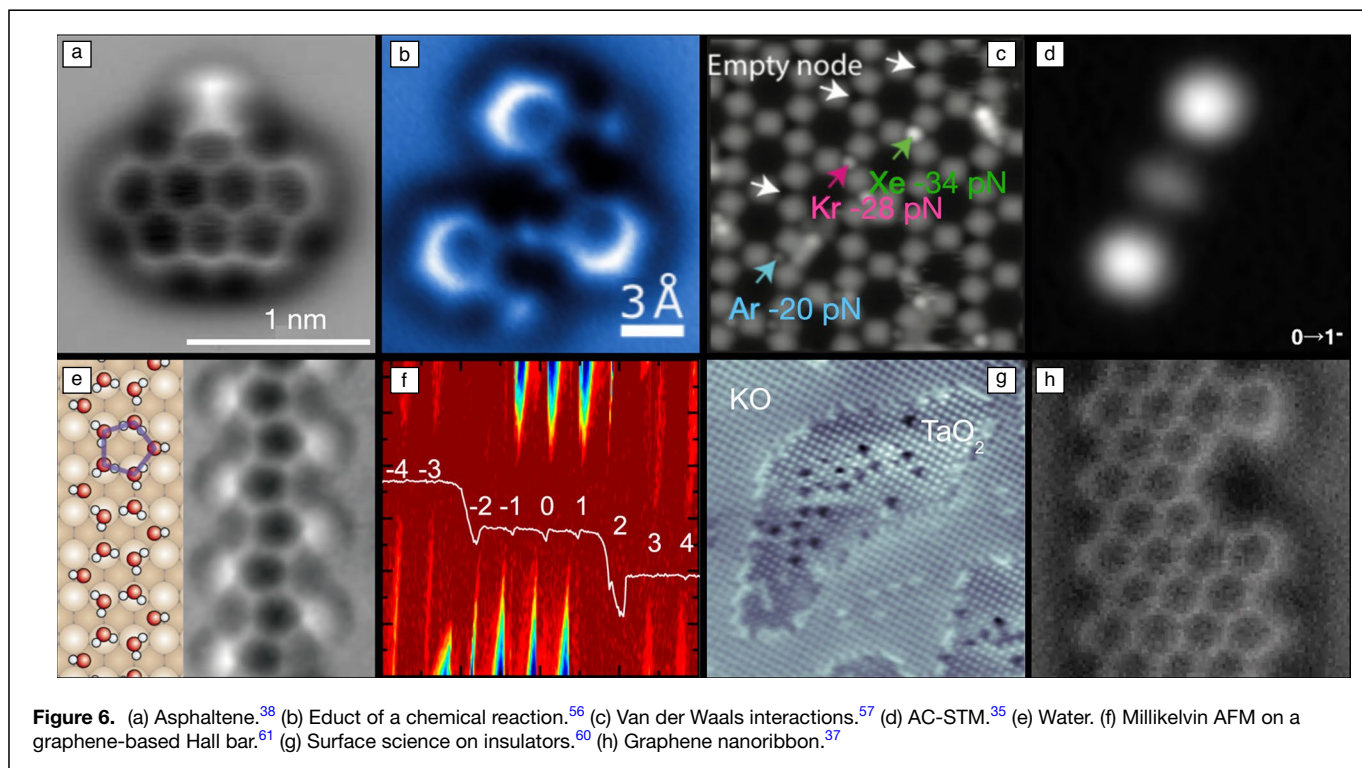 a
b
c
d
Empty node
Xe -34 pN
Kr -28 pN
Ar -20 pN
1 nm
3 Å
0→1⁻
e
f
g
h
KO
TaO₂
-4 -3
-2 -1 0 1 2 3 4
Figure 6. (a) Asphaltene.³⁸ (b) Educt of a chemical reaction.⁵⁶ (c) Van der Waals interactions.⁵⁷ (d) AC-STM.³⁵ (e) Water. (f) Millikelvin AFM on a
graphene-based Hall bar.⁶¹ (g) Surface science on insulators.⁶⁰ (h) Graphene nanoribbon.³⁷